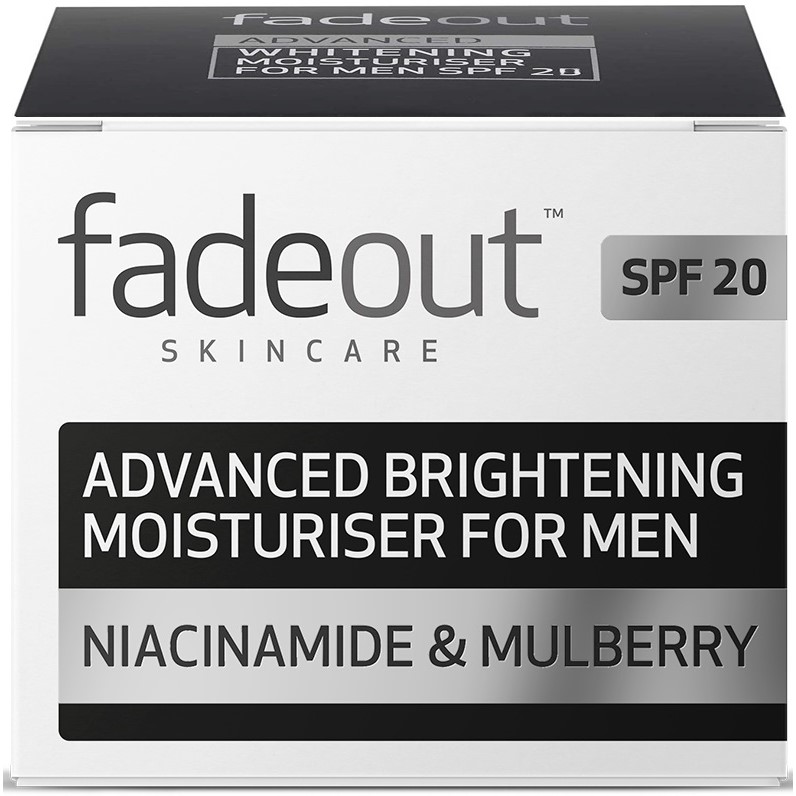 fadeout
ADVANCED
WHITENING
MOISTURISER
FOR MEN SPF 20
fadeout™
SKINCARE
SPF 20
ADVANCED BRIGHTENING
MOISTURISER FOR MEN
NIACINAMIDE & MULBERRY